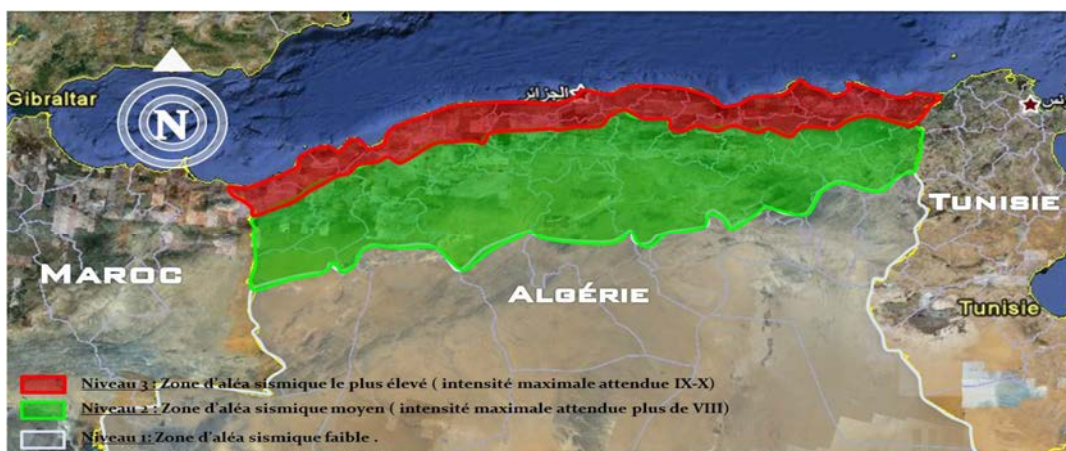 Gibraltar
N
الجزائر
تونس
MAROC
ALGÉRIE
TUNISIE
Tunisie
Niveau 3 : Zone d'aléa sismique le plus élevé ( intensité maximale attendue IX-X)
Niveau 2 : Zone d'aléa sismique moyen ( intensité maximale attendue plus de VIII)
Niveau 1: Zone d'aléa sismique faible .